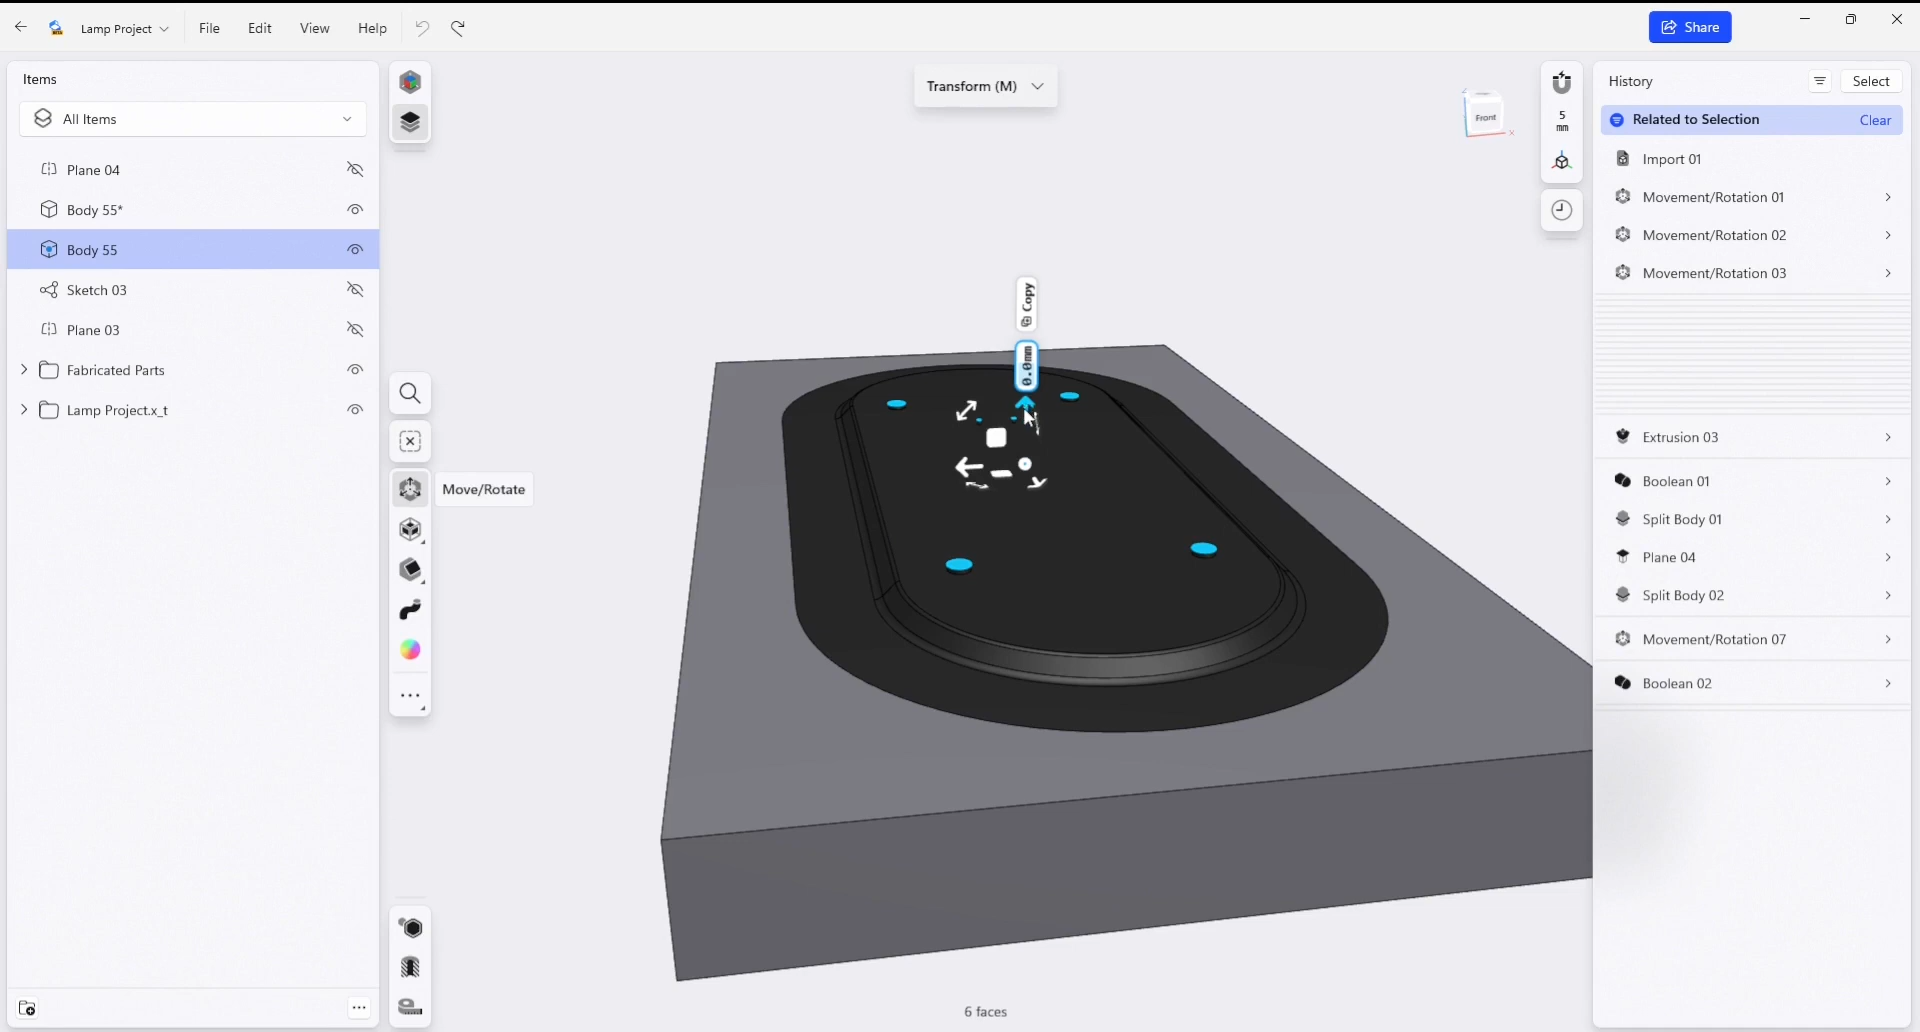 Lamp Project
File
Edit
View
Help
Share
Items
All Items
Plane 04
Body 55*
Body 55
Sketch 03
Plane 03
Fabricated Parts
Lamp Project.x_t
Move/Rotate
Transform (M)
Front
Copy
0.0mm
6 faces
5
mm
History
Select
Related to Selection
Clear
Import 01
Movement/Rotation 01
Movement/Rotation 02
Movement/Rotation 03
Extrusion 03
Boolean 01
Split Body 01
Plane 04
Split Body 02
Movement/Rotation 07
Boolean 02